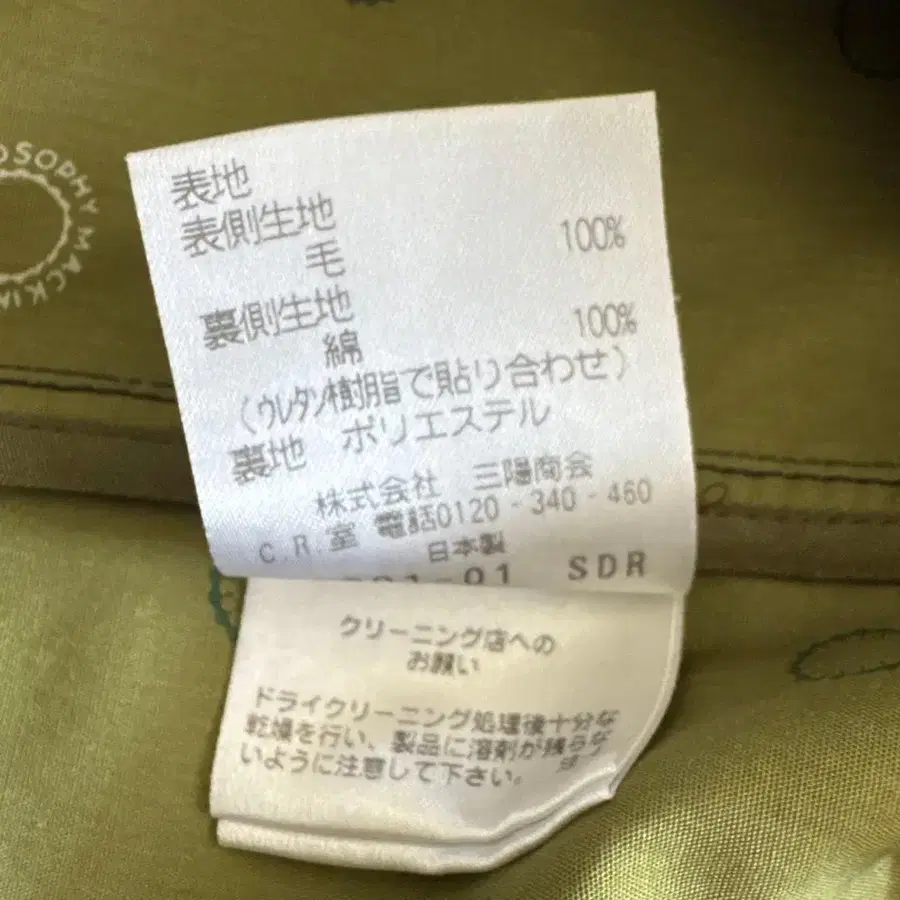 表地
表側生地
毛 100%
裏側生地
綿 100%
(ウレタン樹脂で貼り合わせ)
裏地 ポリエステル
株式会社 三陽商会
C.R.室 電話0120-340-460
日本製
01 SDR
クリーニング店への
お願い
ドライクリーニング処理後十分な
乾燥を行い、製品に溶剤が残らな
いように注意して下さい。